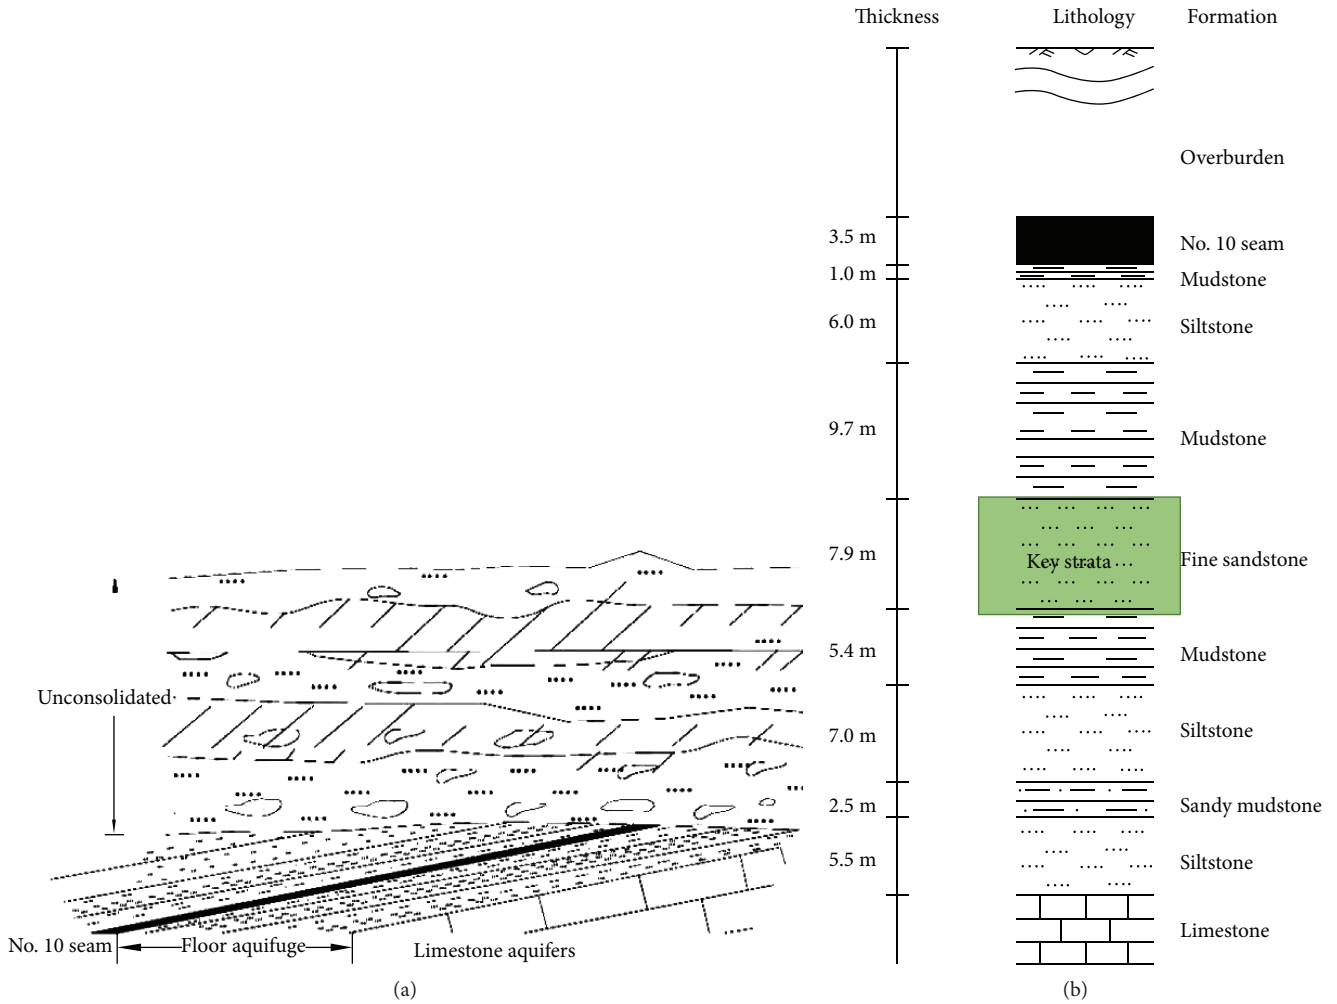 Thickness Lithology Formation
Overburden
3.5 m No. 10 seam
1.0 m Mudstone
6.0 m Siltstone
9.7 m Mudstone
7.9 m Key strata Fine sandstone
5.4 m Mudstone
7.0 m Siltstone
2.5 m Sandy mudstone
5.5 m Siltstone
Limestone
Unconsolidated
No. 10 seam Floor aquifuge Limestone aquifers
(a) (b)